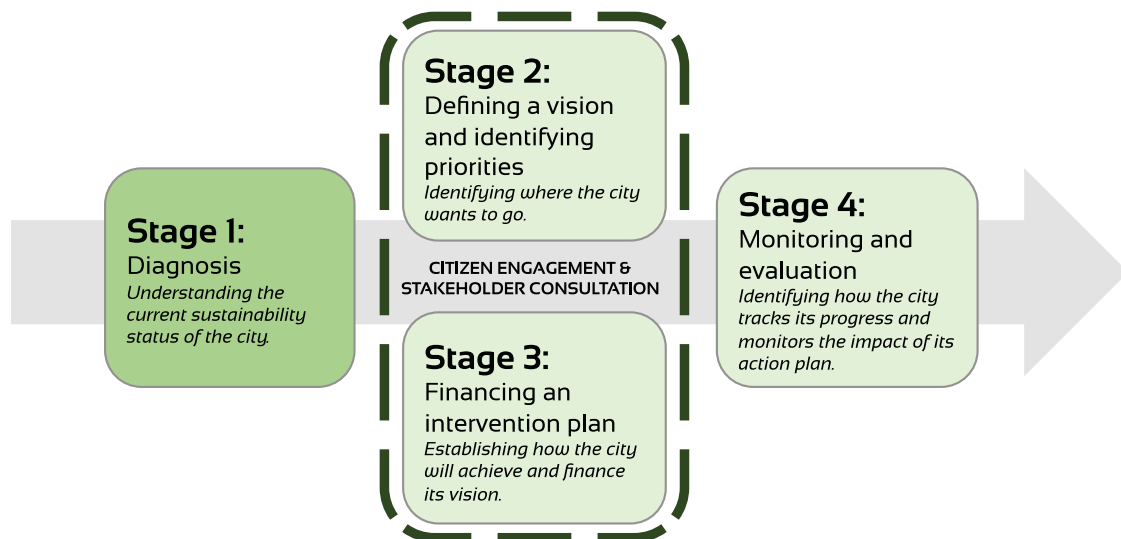 Stage 1:
Diagnosis
Understanding the
current sustainability
status of the city.
Stage 2:
Defining a vision
and identifying
priorities
Identifying where the city
wants to go.
CITIZEN ENGAGEMENT &
STAKEHOLDER CONSULTATION
Stage 3:
Financing an
intervention plan
Establishing how the city
will achieve and finance
its vision.
Stage 4:
Monitoring and
evaluation
Identifying how the city
tracks its progress and
monitors the impact of its
action plan.